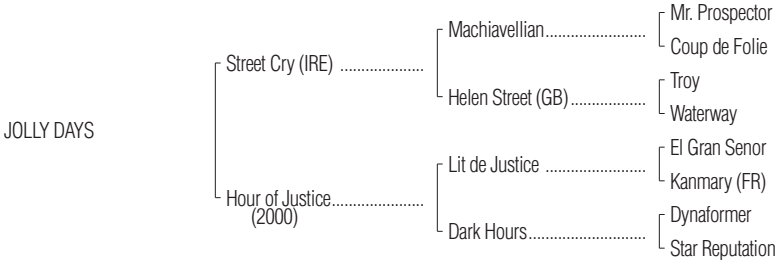 Mr. Prospector
Machiavellian........................
Coup de Folie
Street Cry (IRE) ....................
Troy
Helen Street (GB)..................
Waterway
JOLLY DAYS
El Gran Senor
Lit de Justice ........................
Kanmary (FR)
Hour of Justice......................
(2000)
Dynaformer
Dark Hours............................
Star Reputation